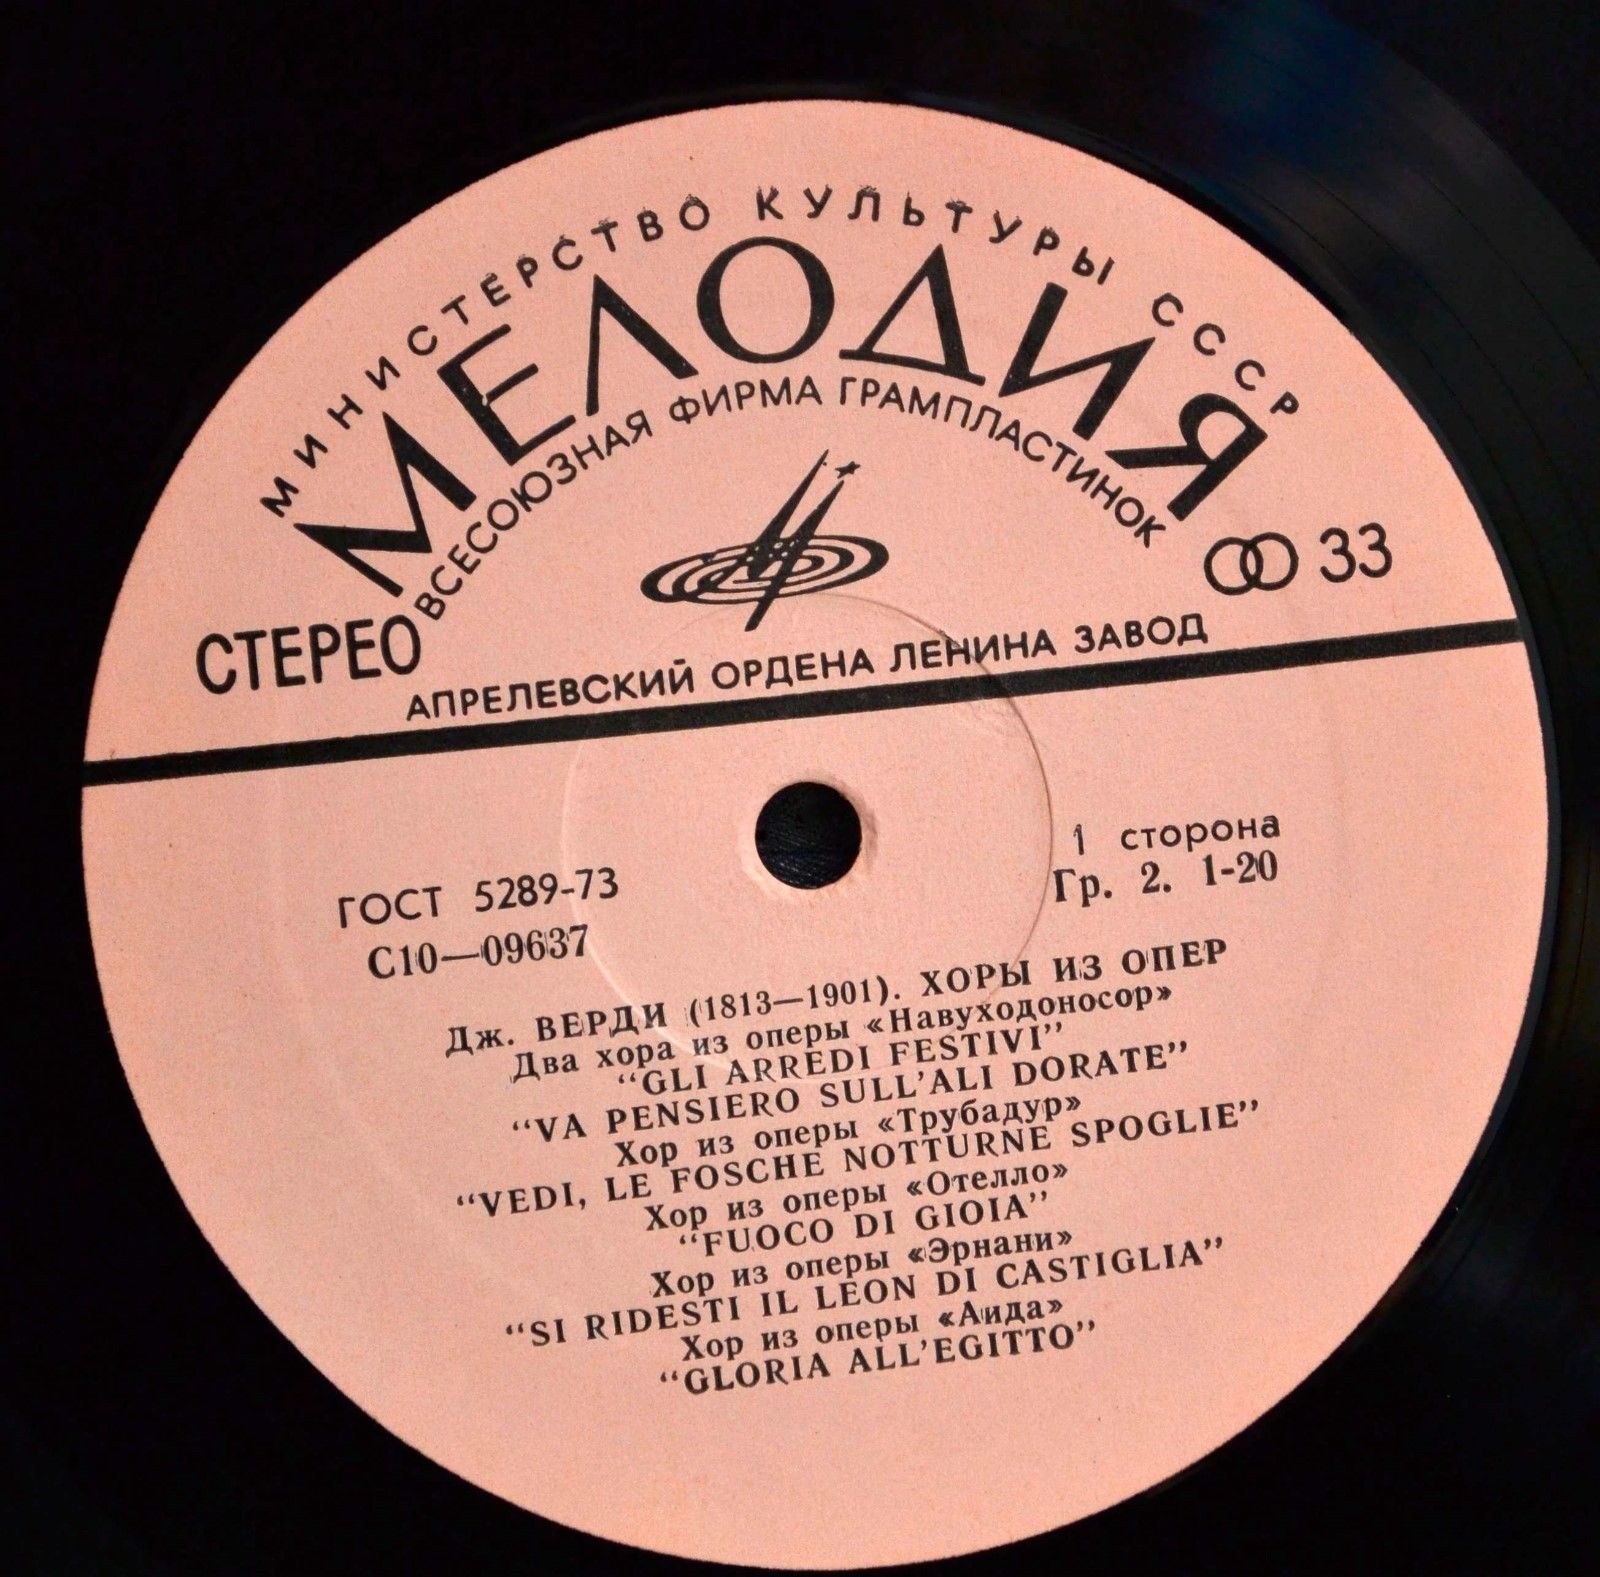 МИНИСТЕРСТВО КУЛЬТУРЫ СССР
МЕЛОДИЯ
ВСЕСОЮЗНАЯ ФИРМА ГРАМПЛАСТИНОК
СТЕРЕО
33
АПРЕЛЕВСКИЙ ОРДЕНА ЛЕНИНА ЗАВОД
ГОСТ 5289-73
С10—09637
1 сторона
Гр. 2. 1-20
Дж. ВЕРДИ (1813—1901). ХОРЫ ИЗ ОПЕР
Два хора из оперы «Навуходоносор»
“GLI ARREDI FESTIVI”
“VA PENSIERO SULL’ALI DORATE”
Хор из оперы «Трубадур»
“VEDI, LE FOSCHE NOTTURNE SPOGLIE”
Хор из оперы «Отелло»
“FUOCO DI GIOIA”
Хор из оперы «Эрнани»
“SI RIDESTI IL LEON DI CASTIGLIA”
Хор из оперы «Аида»
“GLORIA ALL’EGITTO”